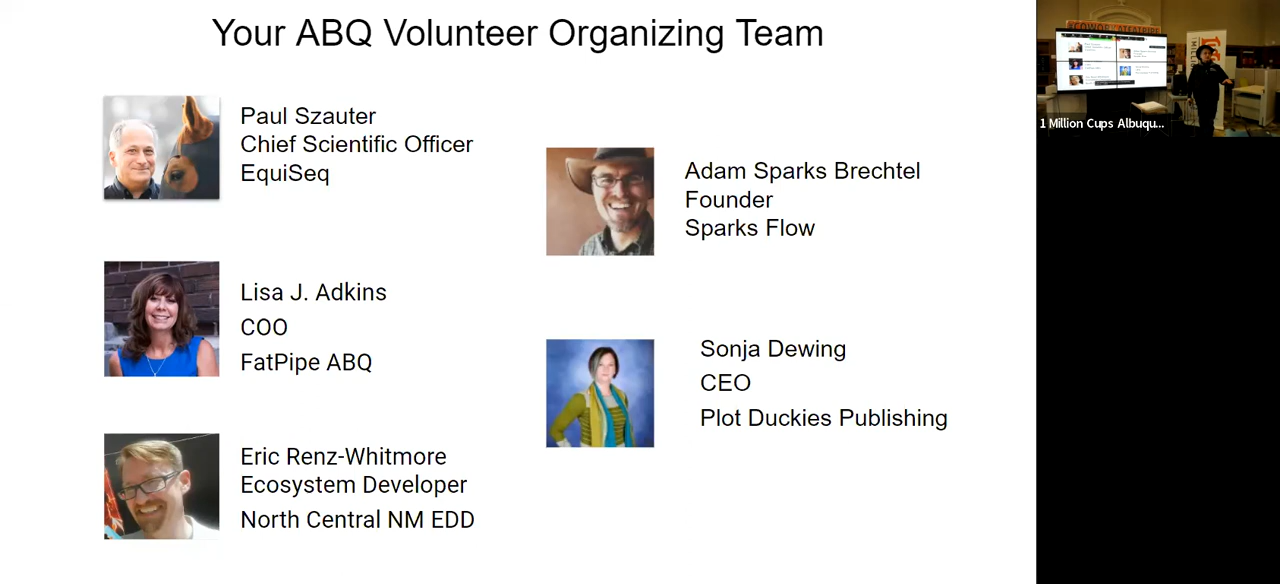 Your ABQ Volunteer Organizing Team
Paul Szauter
Chief Scientific Officer
EquiSeq
Adam Sparks Brechtel
Founder
Sparks Flow
Lisa J. Adkins
COO
FatPipe ABQ
Sonja Dewing
CEO
Plot Duckies Publishing
Eric Renz-Whitmore
Ecosystem Developer
North Central NM EDD
1 Million Cups Albuqu...